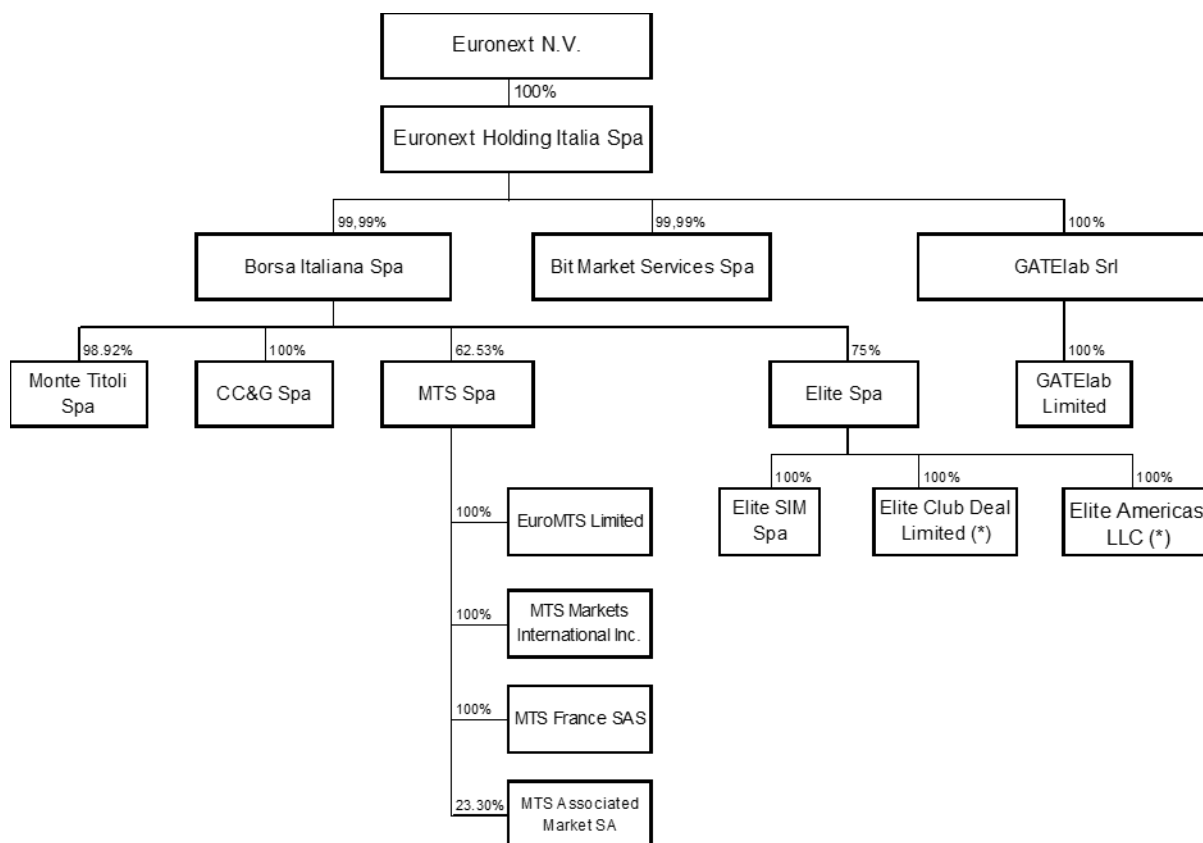 Euronext N.V.
100%
Euronext Holding Italia Spa
99,99%
99,99%
100%
Borsa Italiana Spa
Bit Market Services Spa
GATElab Srl
98.92%
100%
62.53%
75%
100%
Monte Titoli
Spa
CC&G Spa
MTS Spa
Elite Spa
GATElab
Limited
100%
100%
100%
Elite SIM
Spa
Elite Club Deal
Limited (*)
Elite Americas
LLC (*)
100%
EuroMTS Limited
100%
MTS Markets
International Inc.
100%
MTS France SAS
23.30%
MTS Associated
Market SA